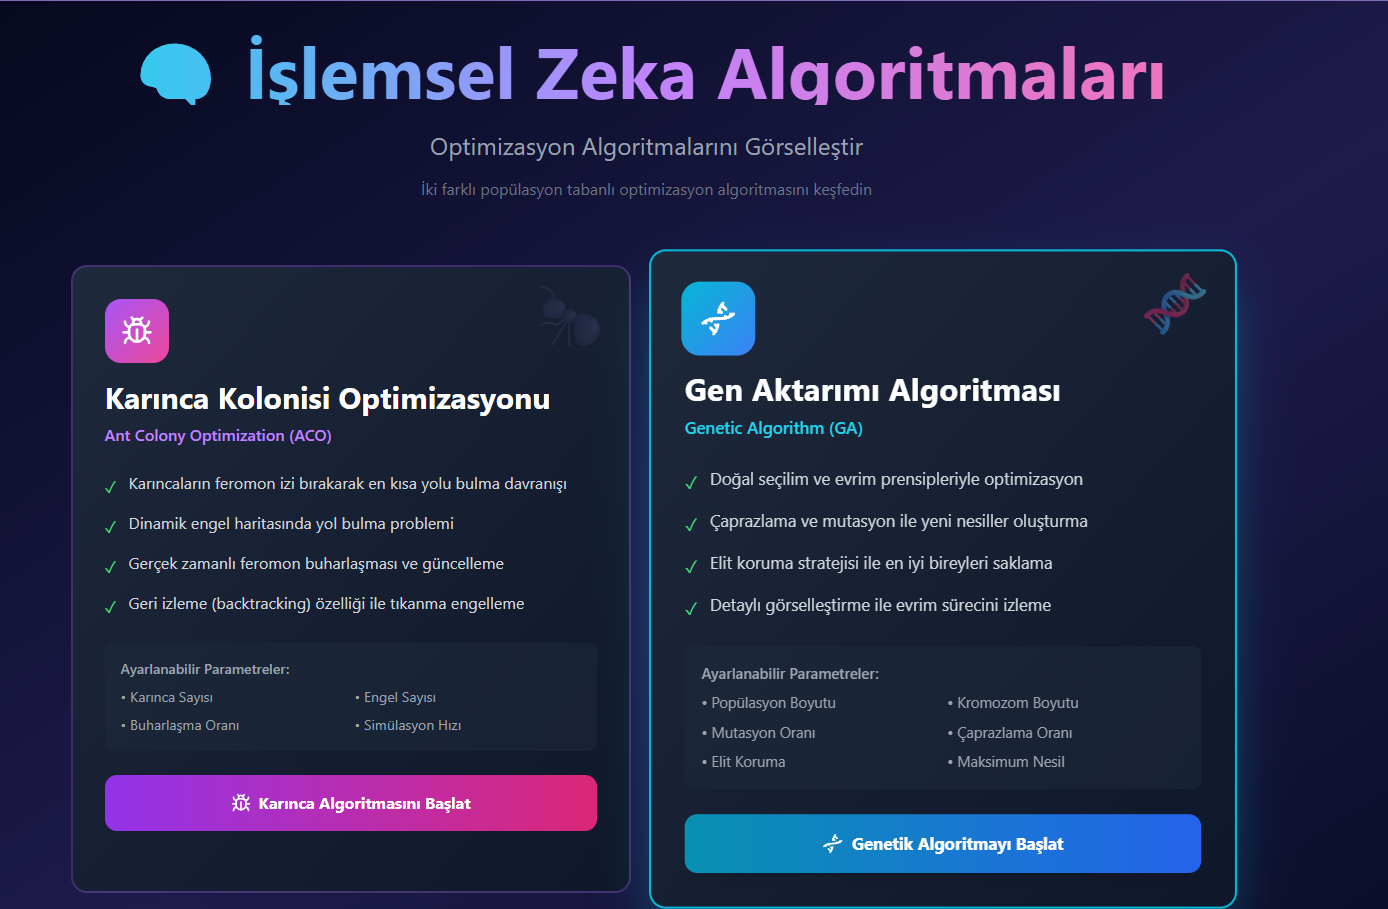 İşlemsel Zeka Algoritmaları
Optimizasyon Algoritmalarını Görselleştir
İki farklı popülasyon tabanlı optimizasyon algoritmasını keşfedin
Karınca Kolonisi Optimizasyonu
Ant Colony Optimization (ACO)
✓ Karıncaların feromon izi bırakarak en kısa yolu bulma davranışı
✓ Dinamik engel haritasında yol bulma problemi
✓ Gerçek zamanlı feromon buharlaşması ve güncelleme
✓ Geri izleme (backtracking) özelliği ile tıkanma engelleme
Ayarlanabilir Parametreler:
• Karınca Sayısı • Engel Sayısı
• Buharlaşma Oranı • Simülasyon Hızı
Karınca Algoritmasını Başlat
Gen Aktarımı Algoritması
Genetic Algorithm (GA)
✓ Doğal seçilim ve evrim prensipleriyle optimizasyon
✓ Çaprazlama ve mutasyon ile yeni nesiller oluşturma
✓ Elit koruma stratejisi ile en iyi bireyleri saklama
✓ Detaylı görselleştirme ile evrim sürecini izleme
Ayarlanabilir Parametreler:
• Popülasyon Boyutu • Kromozom Boyutu
• Mutasyon Oranı • Çaprazlama Oranı
• Elit Koruma • Maksimum Nesil
Genetik Algoritmayı Başlat